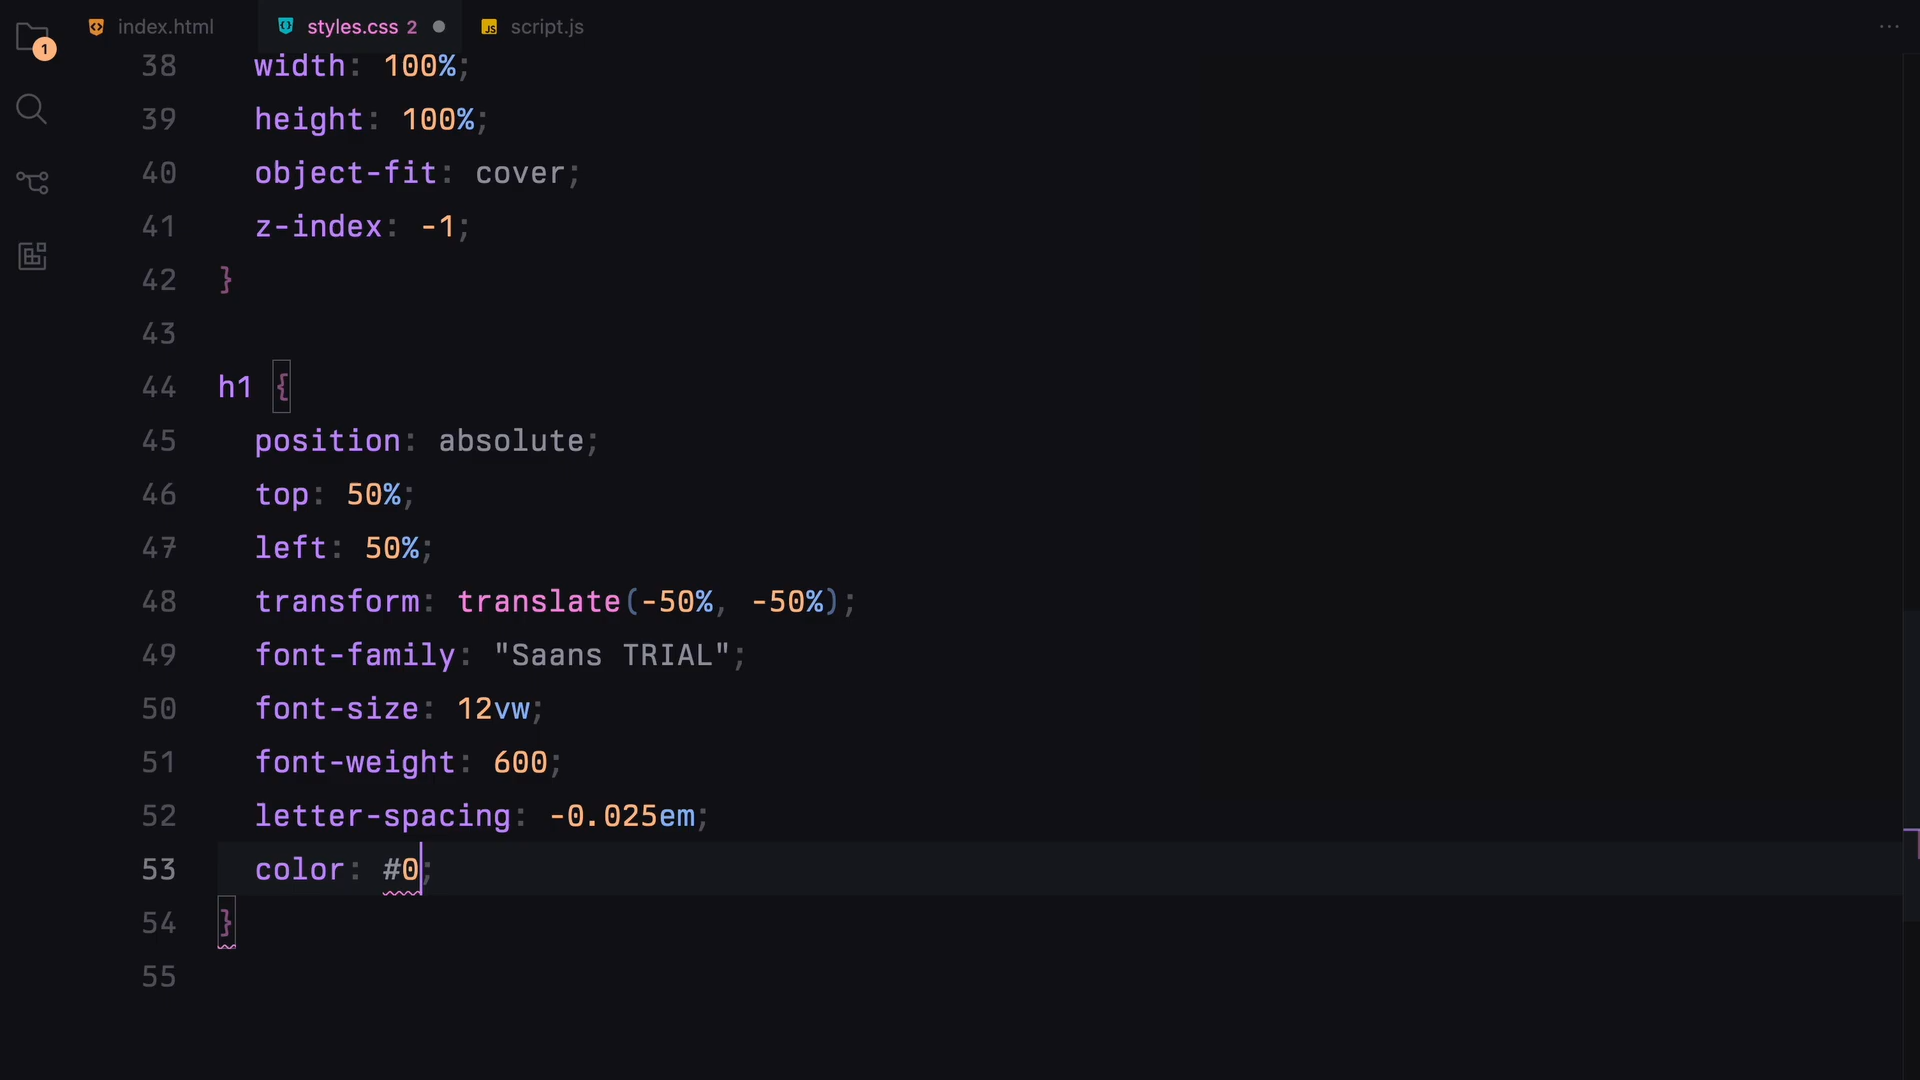 index.html styles.css 2 script.js
1
38 width: 100%;
39 height: 100%;
40 object-fit: cover;
41 z-index: -1;
42 }
43
44 h1 {
45 position: absolute;
46 top: 50%;
47 left: 50%;
48 transform: translate(-50%, -50%);
49 font-family: "Saans TRIAL";
50 font-size: 12vw;
51 font-weight: 600;
52 letter-spacing: -0.025em;
53 color: #0;
54 }
55